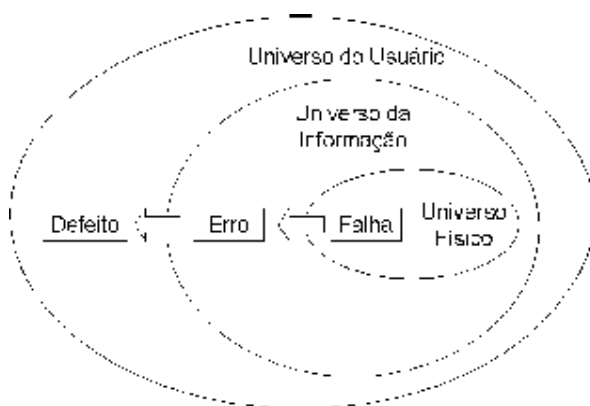 Universo do Usuário
Universo da
Informação
Defeito
Erro
Falha
Universo
Físico